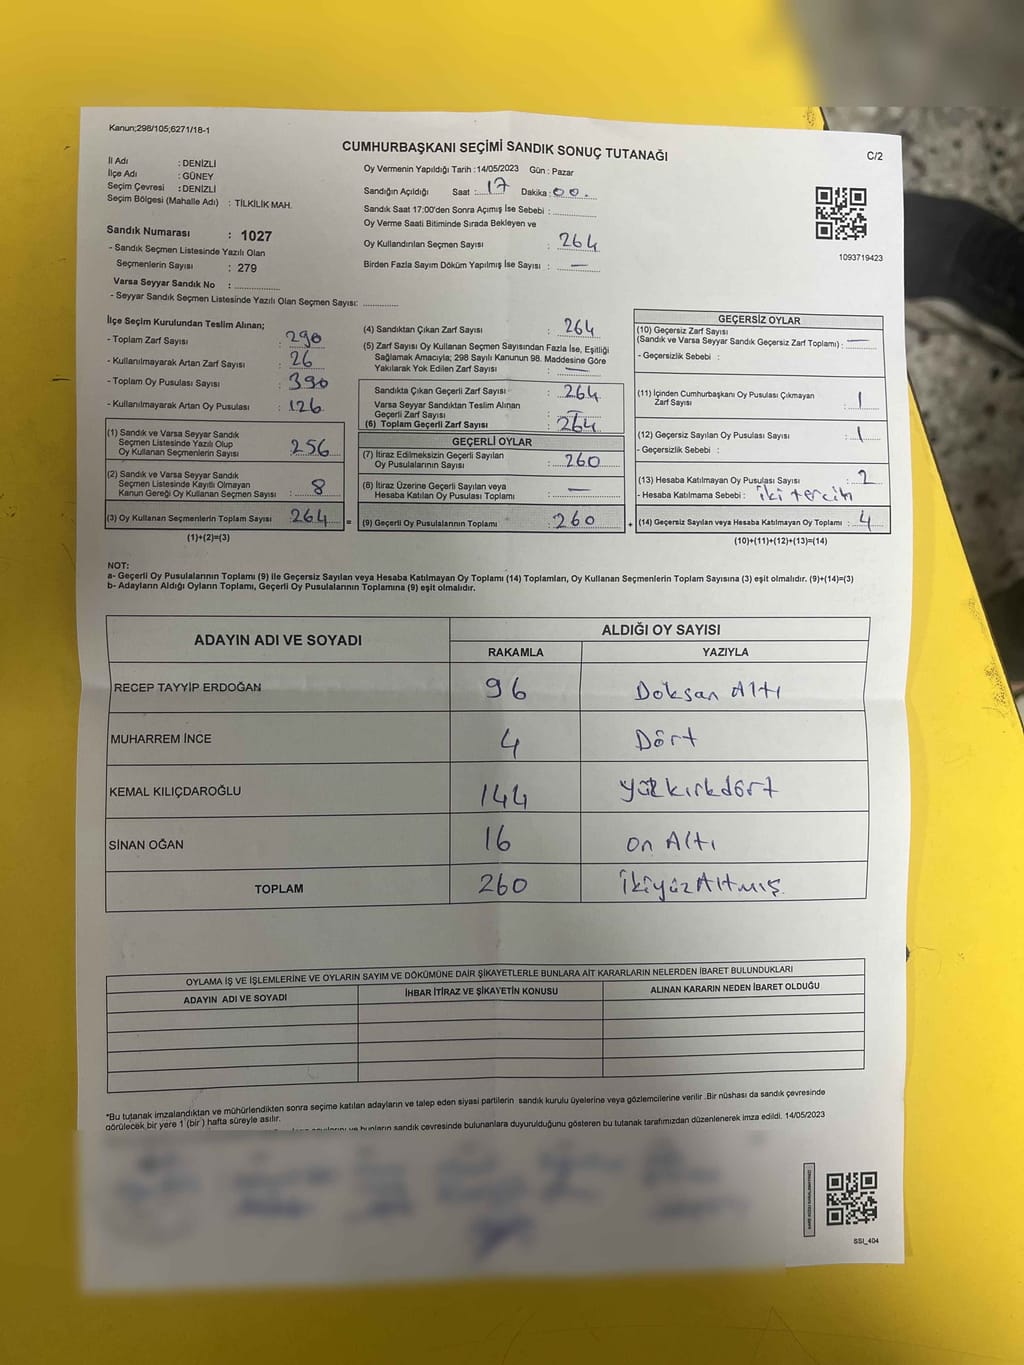 Kanun;298/105;6271/18-1
CUMHURBAŞKANI SEÇİMİ SANDIK SONUÇ TUTANAĞI
C/2
İl Adı : DENİZLİ
İlçe Adı : GÜNEY
Seçim Çevresi : DENİZLİ
Seçim Bölgesi (Mahalle Adı) : TİLKİLİK MAH.
Sandık Numarası : 1027
- Sandık Seçmen Listesinde Yazılı Olan
Seçmenlerin Sayısı : 279
Varsa Seyyar Sandık No :
- Seyyar Sandık Seçmen Listesinde Yazılı Olan Seçmen Sayısı:
Oy Vermenin Yapıldığı Tarih : 14/05/2023 Gün : Pazar
Sandığın Açıldığı Saat : 17 Dakika : 00.
Sandık Saat 17:00'den Sonra Açımış İse Sebebi :
Oy Verme Saati Bitiminde Sırada Bekleyen ve
Oy Kullandırılan Seçmen Sayısı : 264
Birden Fazla Sayım Döküm Yapılmış İse Sayısı : —
1093719423
İlçe Seçim Kurulundan Teslim Alınan;
- Toplam Zarf Sayısı : 290
- Kullanılmayarak Artan Zarf Sayısı : 26
- Toplam Oy Pusulası Sayısı : 390
- Kullanılmayarak Artan Oy Pusulası : 126
(1) Sandık ve Varsa Seyyar Sandık
Seçmen Listesinde Yazılı Olup
Oy Kullanan Seçmenlerin Sayısı : 256
(2) Sandık ve Varsa Seyyar Sandık
Seçmen Listesinde Kayıtlı Olmayan
Kanun Gereği Oy Kullanan Seçmen Sayısı : 8
(3) Oy Kullanan Seçmenlerin Toplam Sayısı : 264 =
(1)+(2)=(3)
(4) Sandıktan Çıkan Zarf Sayısı : 264
(5) Zarf Sayısı Oy Kullanan Seçmen Sayısından Fazla İse, Eşitliği
Sağlamak Amacıyla; 298 Sayılı Kanunun 98. Maddesine Göre
Yakılarak Yok Edilen Zarf Sayısı : —
Sandıkta Çıkan Geçerli Zarf Sayısı : 264
Varsa Seyyar Sandıktan Teslim Alınan
Geçerli Zarf Sayısı : —
(6) Toplam Geçerli Zarf Sayısı : 264
GEÇERLİ OYLAR
(7) İtiraz Edilmeksizin Geçerli Sayılan
Oy Pusulalarının Sayısı : 260
(8) İtiraz Üzerine Geçerli Sayılan veya
Hesaba Katılan Oy Pusulası Toplamı : —
(9) Geçerli Oy Pusulalarının Toplamı : 260 +
GEÇERSİZ OYLAR
(10) Geçersiz Zarf Sayısı
(Sandık ve Varsa Seyyar Sandık Geçersiz Zarf Toplamı) : —
- Geçersizlik Sebebi :
(11) İçinden Cumhurbaşkanı Oy Pusulası Çıkmayan
Zarf Sayısı : 1
(12) Geçersiz Sayılan Oy Pusulası Sayısı : 1
- Geçersizlik Sebebi :
(13) Hesaba Katılmayan Oy Pusulası Sayısı : 2
- Hesaba Katılmama Sebebi : İki tercih
(14) Geçersiz Sayılan veya Hesaba Katılmayan Oy Toplamı : 4
(10)+(11)+(12)+(13)=(14)
NOT:
a- Geçerli Oy Pusulalarının Toplamı (9) ile Geçersiz Sayılan veya Hesaba Katılmayan Oy Toplamı (14) Toplamları, Oy Kullanan Seçmenlerin Toplam Sayısına (3) eşit olmalıdır. (9)+(14)=(3)
b- Adayların Aldığı Oyların Toplamı, Geçerli Oy Pusulalarının Toplamına (9) eşit olmalıdır.
ADAYIN ADI VE SOYADI ALDIĞI OY SAYISI
RAKAMLA YAZIYLA
RECEP TAYYİP ERDOĞAN 96 Doksan Altı
MUHARREM İNCE 4 Dört
KEMAL KILIÇDAROĞLU 144 yüzkırkdört
SİNAN OĞAN 16 on Altı
TOPLAM 260 İkiyüzAltmış.
OYLAMA İŞ VE İŞLEMLERİNE VE OYLARIN SAYIM VE DÖKÜMÜNE DAİR ŞİKAYETLERLE BUNLARA AİT KARARLARIN NELERDEN İBARET BULUNDUKLARI
ADAYIN ADI VE SOYADI İHBAR İTİRAZ VE ŞİKAYETİN KONUSU ALINAN KARARIN NEDEN İBARET OLDUĞU
*Bu tutanak imzalandıktan ve mühürlendikten sonra seçime katılan adayların ve talep eden siyasi partilerin sandık kurulu üyelerine veya gözlemcilerine verilir .Bir nüshası da sandık çevresinde
görülecek bir yere 1 (bir ) hafta süreyle asılır.
ve bunların sandık çevresinde bulunanlara duyurulduğunu gösteren bu tutanak tarafımızdan düzenlenerek imza edildi. 14/05/2023
SSI_404